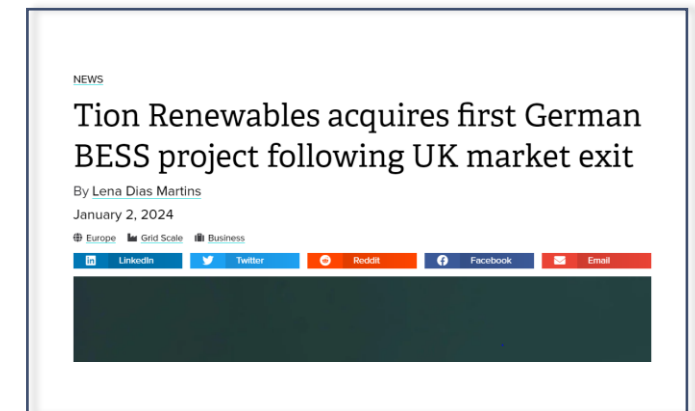 NEWS
Tion Renewables acquires first German
BESS project following UK market exit
By Lena Dias Martins
January 2, 2024
Europe Grid Scale Business
LinkedIn Twitter Reddit Facebook Email